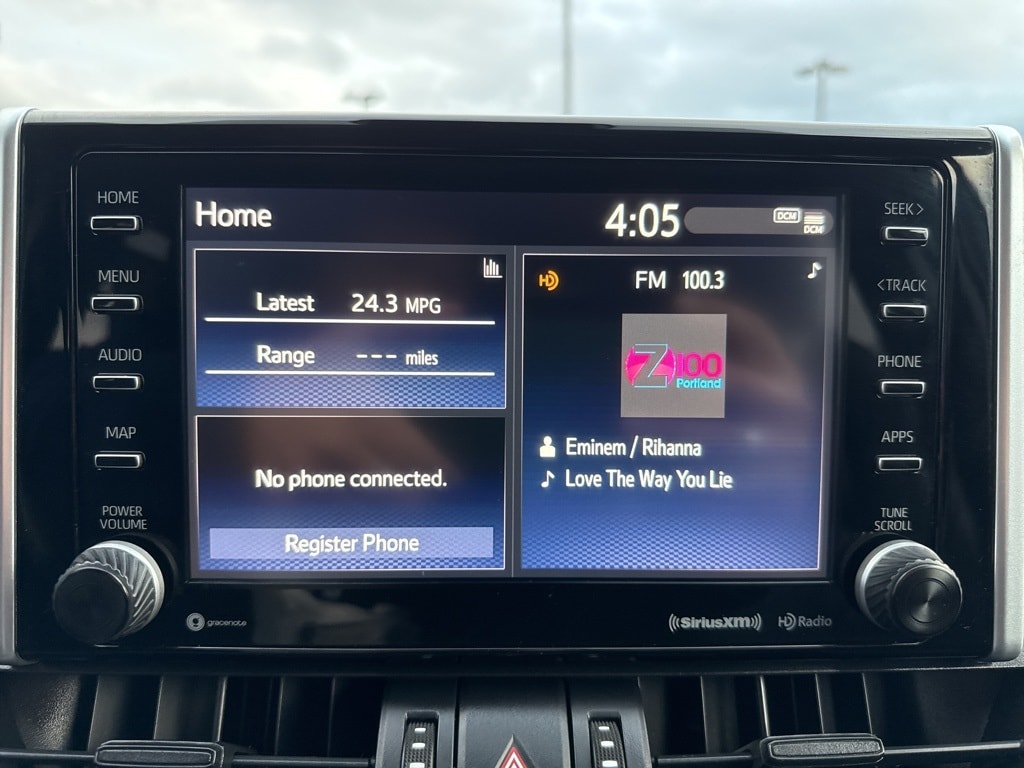 HOME
MENU
AUDIO
MAP
POWER
VOLUME
Home
4:05
DCM
DCM
Latest 24.3 MPG
Range --- miles
No phone connected.
Register Phone
HD
FM 100.3
Z100
Portland
Eminem / Rihanna
Love The Way You Lie
SEEK >
< TRACK
PHONE
APPS
TUNE
SCROLL
gracenote
((SiriusXM))
HD Radio